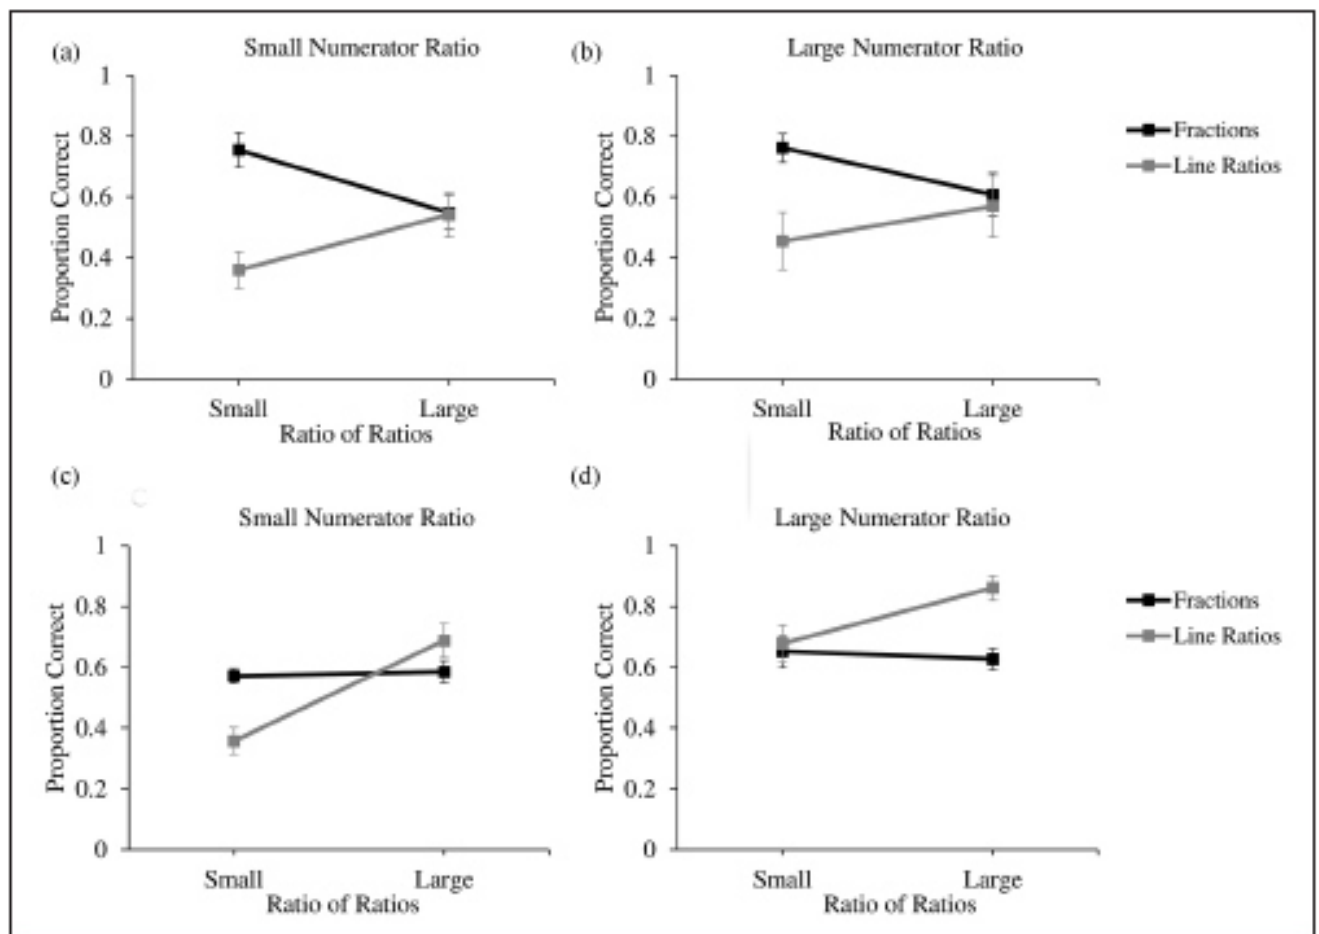 (a) Small Numerator Ratio
1
0.8
0.6
0.4
0.2
0
Proportion Correct
Small Large
Ratio of Ratios
(b) Large Numerator Ratio
1
0.8
0.6
0.4
0.2
0
Proportion Correct
Small Large
Ratio of Ratios
Fractions
Line Ratios
(c)
Small Numerator Ratio
1
0.8
0.6
0.4
0.2
0
Proportion Correct
Small Large
Ratio of Ratios
(d)
Large Numerator Ratio
1
0.8
0.6
0.4
0.2
0
Proportion Correct
Small Large
Ratio of Ratios
Fractions
Line Ratios